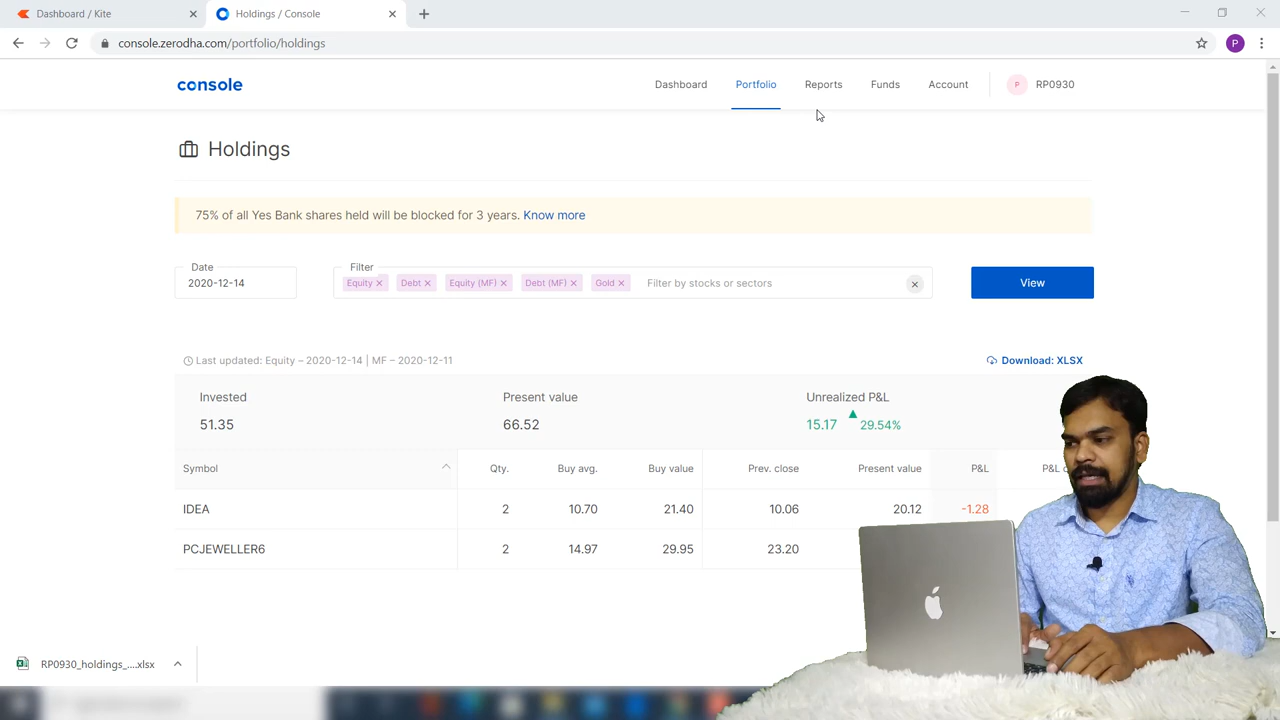 Dashboard / Kite
Holdings / Console
console.zerodha.com/portfolio/holdings
P
console
Dashboard
Portfolio
Reports
Funds
Account
P
RP0930
Holdings
75% of all Yes Bank shares held will be blocked for 3 years. Know more
Date
2020-12-14
Filter
Equity
Debt
Equity (MF)
Debt (MF)
Gold
Filter by stocks or sectors
View
Last updated: Equity – 2020-12-14 | MF – 2020-12-11
Download: XLSX
Invested
Present value
Unrealized P&L
51.35
66.52
15.17
29.54%
Symbol
Qty.
Buy avg.
Buy value
Prev. close
Present value
P&L
P&L
IDEA
2
10.70
21.40
10.06
20.12
-1.28
PCJEWELLER6
2
14.97
29.95
23.20
RP0930_holdings_....xlsx